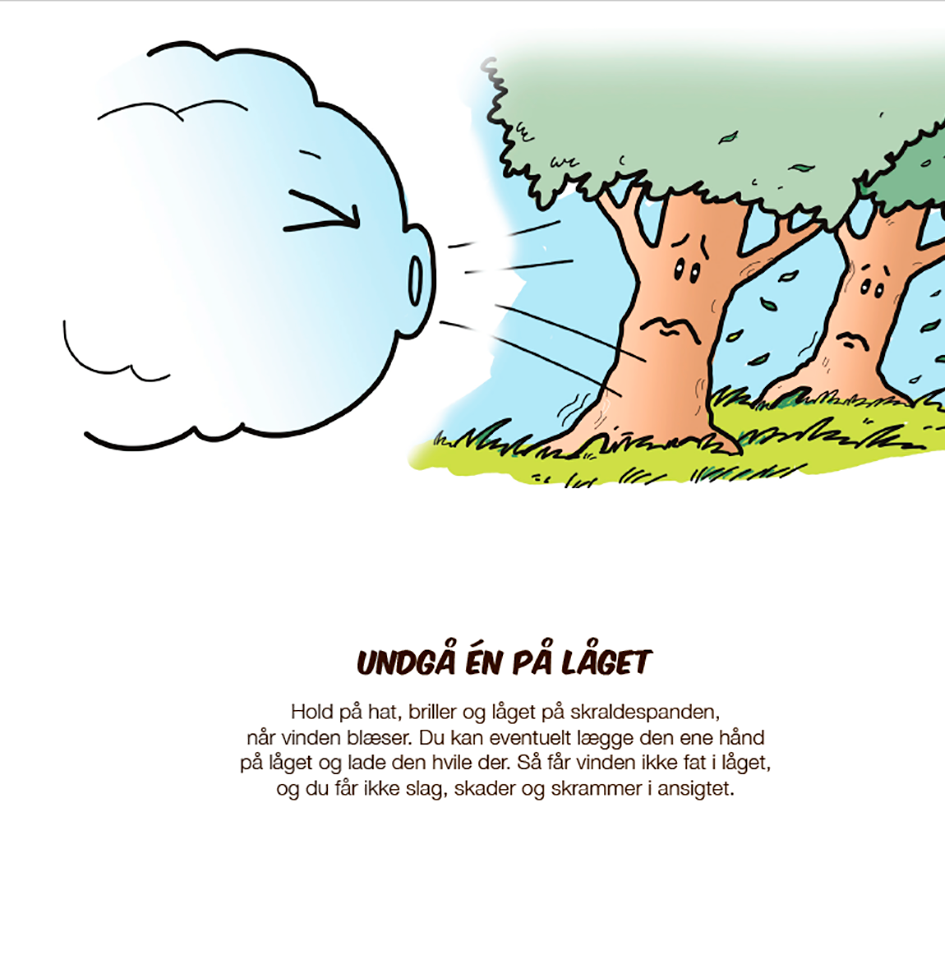 UNDGÅ ÉN PÅ LÅGET
Hold på hat, briller og låget på skraldespanden,
når vinden blæser. Du kan eventuelt lægge den ene hånd
på låget og lade den hvile der. Så får vinden ikke fat i låget,
og du får ikke slag, skader og skrammer i ansigtet.